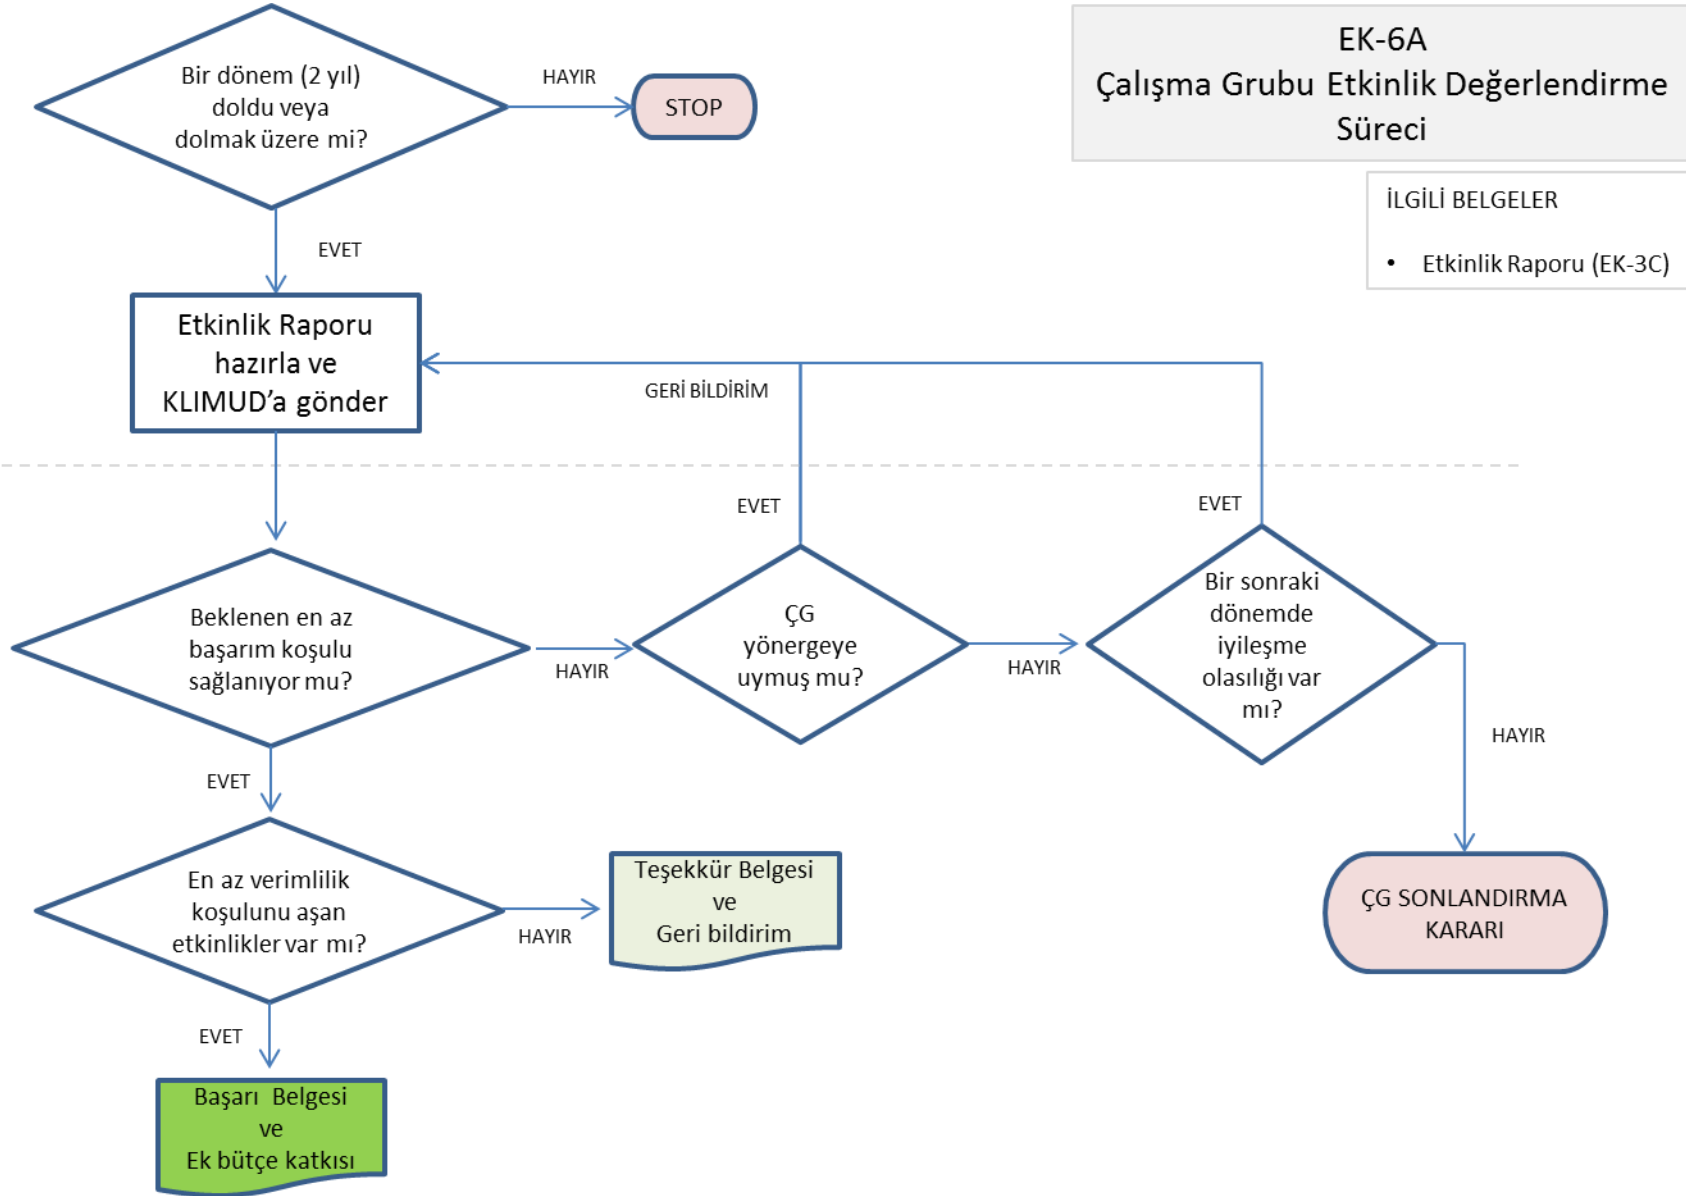 EK-6A
Çalışma Grubu Etkinlik Değerlendirme
Süreci
İLGİLİ BELGELER
• Etkinlik Raporu (EK-3C)
Bir dönem (2 yıl)
doldu veya
dolmak üzere mi?
HAYIR
STOP
EVET
Etkinlik Raporu
hazırla ve
KLIMUD’a gönder
GERİ BİLDİRİM
EVET
EVET
Beklenen en az
başarım koşulu
sağlanıyor mu?
HAYIR
ÇG
yönergeye
uymuş mu?
HAYIR
Bir sonraki
dönemde
iyileşme
olasılığı var
mı?
HAYIR
EVET
En az verimlilik
koşulunu aşan
etkinlikler var mı?
HAYIR
Teşekkür Belgesi
ve
Geri bildirim
ÇG SONLANDIRMA
KARARI
EVET
Başarı Belgesi
ve
Ek bütçe katkısı